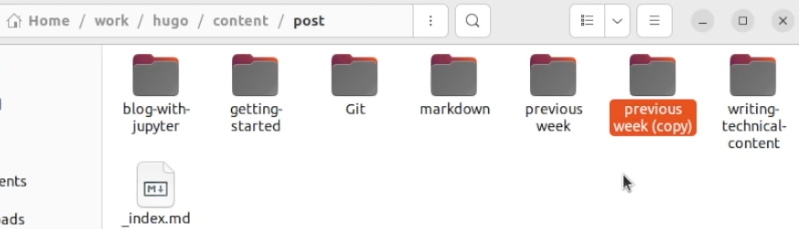 Home / work / hugo / content / post
blog-with-
jupyter
getting-
started
Git
markdown
previous
week
previous
week (copy)
writing-
technical-
content
ents
M↓
_index.md
ads